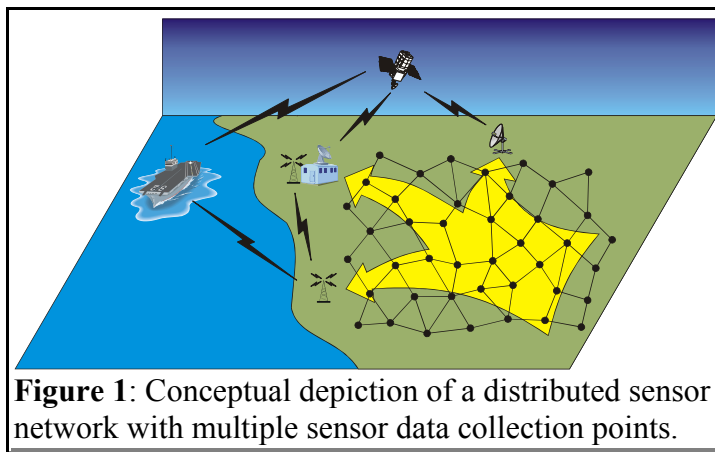 Figure 1: Conceptual depiction of a distributed sensor
network with multiple sensor data collection points.